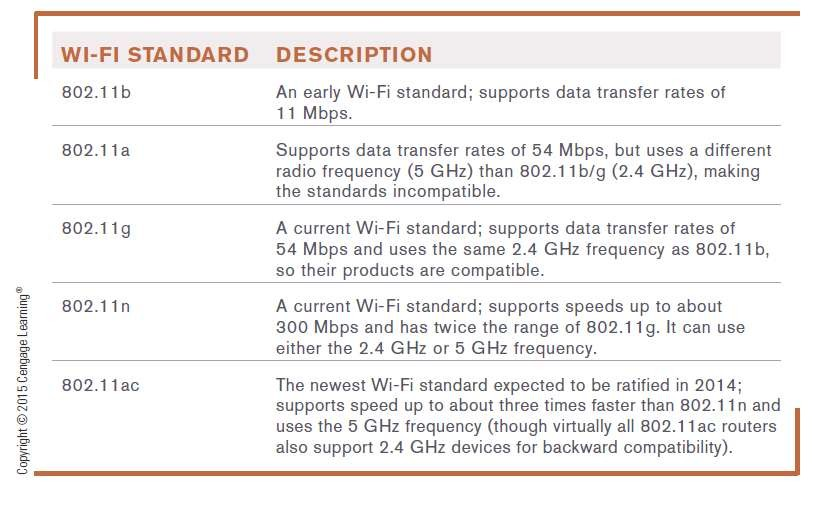 WI-FI STANDARD DESCRIPTION
802.11b An early Wi-Fi standard; supports data transfer rates of
11 Mbps.
802.11a Supports data transfer rates of 54 Mbps, but uses a different
radio frequency (5 GHz) than 802.11b/g (2.4 GHz), making
the standards incompatible.
802.11g A current Wi-Fi standard; supports data transfer rates of
54 Mbps and uses the same 2.4 GHz frequency as 802.11b,
so their products are compatible.
802.11n A current Wi-Fi standard; supports speeds up to about
300 Mbps and has twice the range of 802.11g. It can use
either the 2.4 GHz or 5 GHz frequency.
802.11ac The newest Wi-Fi standard expected to be ratified in 2014;
supports speed up to about three times faster than 802.11n and
uses the 5 GHz frequency (though virtually all 802.11ac routers
also support 2.4 GHz devices for backward compatibility).
Copyright © 2015 Cengage Learning®